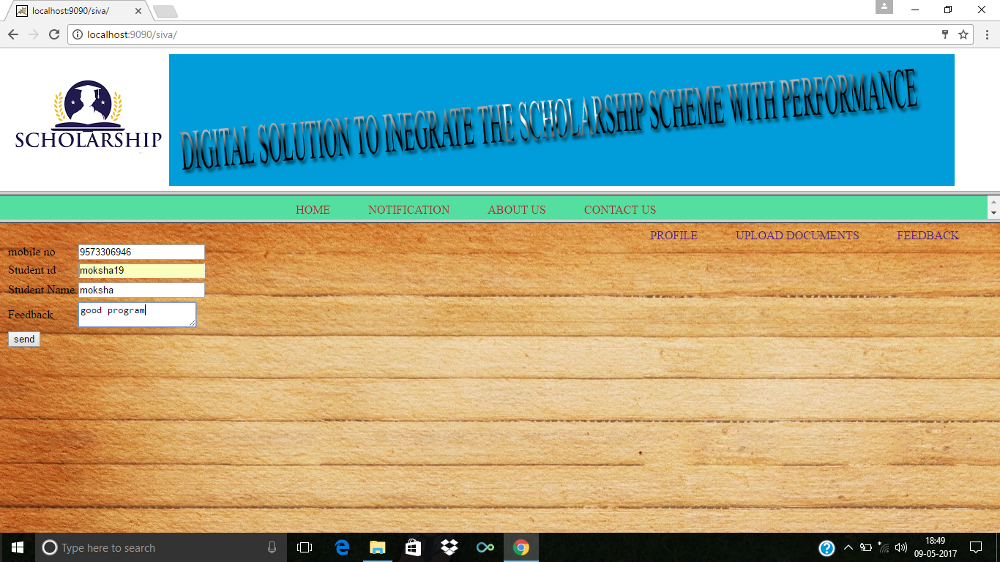 localhost:9090/siva/
localhost:9090/siva/
SCHOLARSHIP
DIGITAL SOLUTION TO INEGRATE THE SCHOLARSHIP SCHEME WITH PERFORMANCE
HOME NOTIFICATION ABOUT US CONTACT US
PROFILE UPLOAD DOCUMENTS FEEDBACK
mobile no 9573306946
Student id moksha19
Student Name moksha
Feedback good program
send
Type here to search
18:49
09-05-2017